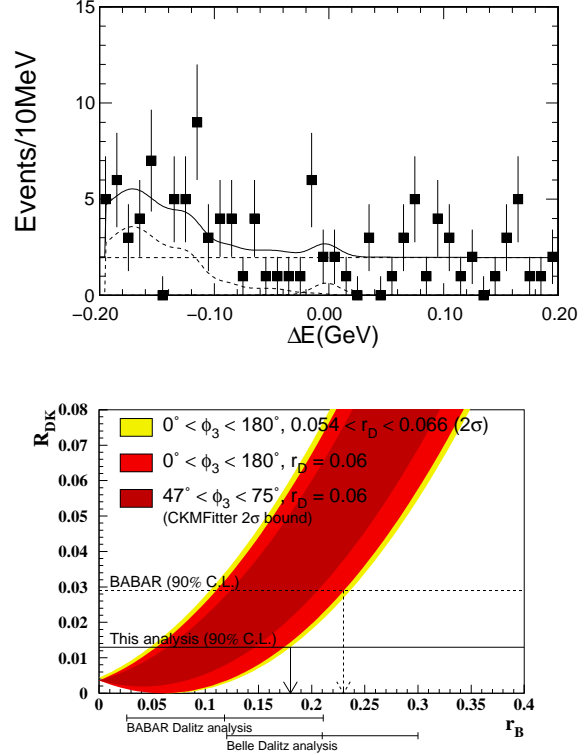 15
10
5
0
Events/10MeV
−0.20 −0.10 0.00 0.10 0.20
ΔE(GeV)
0.08
0.07
0.06
0.05
0.04
0.03
0.02
0.01
0
R_DK
0° < ϕ₃ < 180°, 0.054 < r_D < 0.066 (2σ)
0° < ϕ₃ < 180°, r_D = 0.06
47° < ϕ₃ < 75°, r_D = 0.06
(CKMFitter 2σ bound)
BABAR (90% C.L.)
This analysis (90% C.L.)
0 0.05 0.1 0.15 0.2 0.25 0.3 0.35 0.4
r_B
BABAR Dalitz analysis
Belle Dalitz analysis